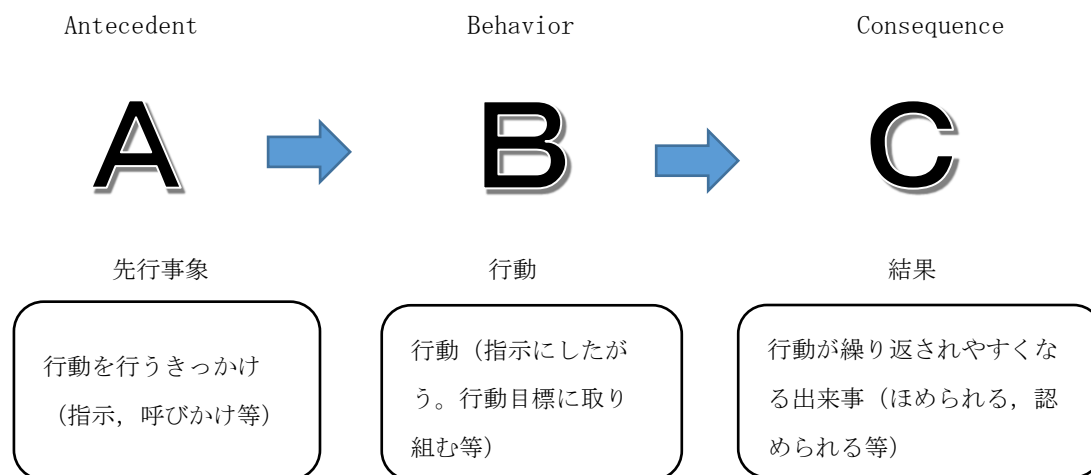 Antecedent
Behavior
Consequence
A
B
C
先行事象
行動
結果
行動を行うきっかけ
（指示，呼びかけ等）
行動（指示にしたが
う。行動目標に取り
組む等）
行動が繰り返されやすくな
る出来事（ほめられる，認
められる等）